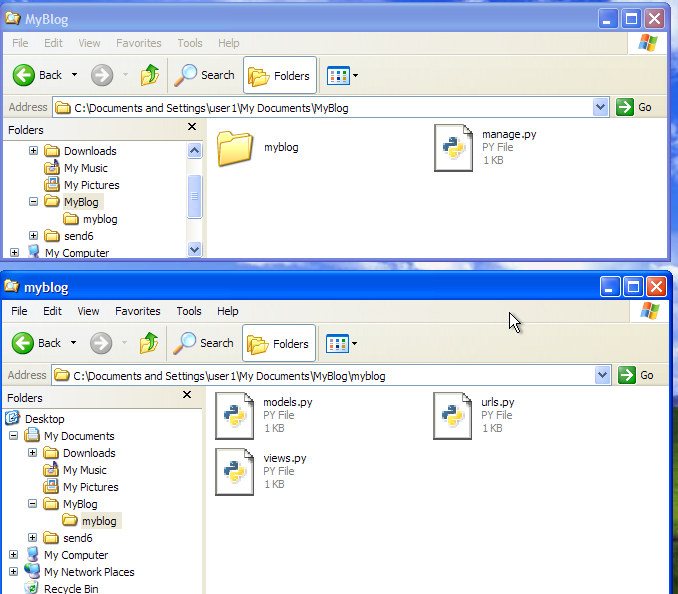 MyBlog
File Edit View Favorites Tools Help
Back Search Folders
Address C:\Documents and Settings\user1\My Documents\MyBlog Go
Folders
Downloads
My Music
My Pictures
MyBlog
myblog
send6
My Computer
myblog
manage.py
PY File
1 KB
myblog
File Edit View Favorites Tools Help
Back Search Folders
Address C:\Documents and Settings\user1\My Documents\MyBlog\myblog Go
Folders
Desktop
My Documents
Downloads
My Music
My Pictures
MyBlog
myblog
send6
My Computer
My Network Places
Recycle Bin
models.py
PY File
1 KB
urls.py
PY File
1 KB
views.py
PY File
1 KB